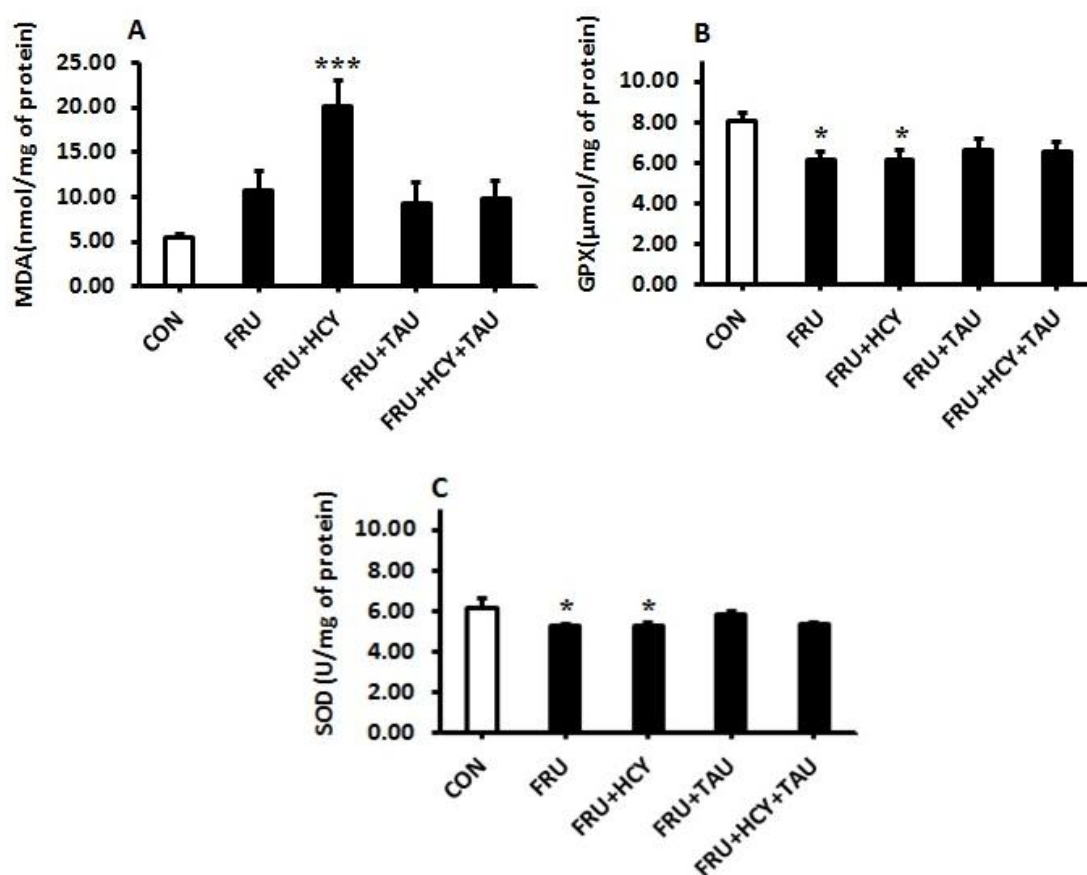 A
MDA(nmol/mg of protein)
25.00
20.00
15.00
10.00
5.00
0.00
***
CON
FRU
FRU+HCY
FRU+TAU
FRU+HCY+TAU
B
GPX(µmol/mg of protein)
10.00
8.00
6.00
4.00
2.00
0.00
*
*
CON
FRU
FRU+HCY
FRU+TAU
FRU+HCY+TAU
C
SOD (U/mg of protein)
10.00
8.00
6.00
4.00
2.00
0.00
*
*
CON
FRU
FRU+HCY
FRU+TAU
FRU+HCY+TAU